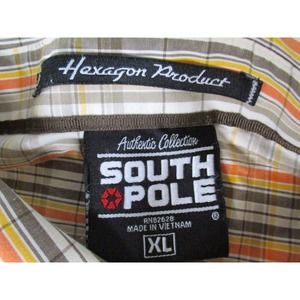 Hexagon Product
Authentic Collection
SOUTH
POLE
®
RN82628
MADE IN VIETNAM
XL